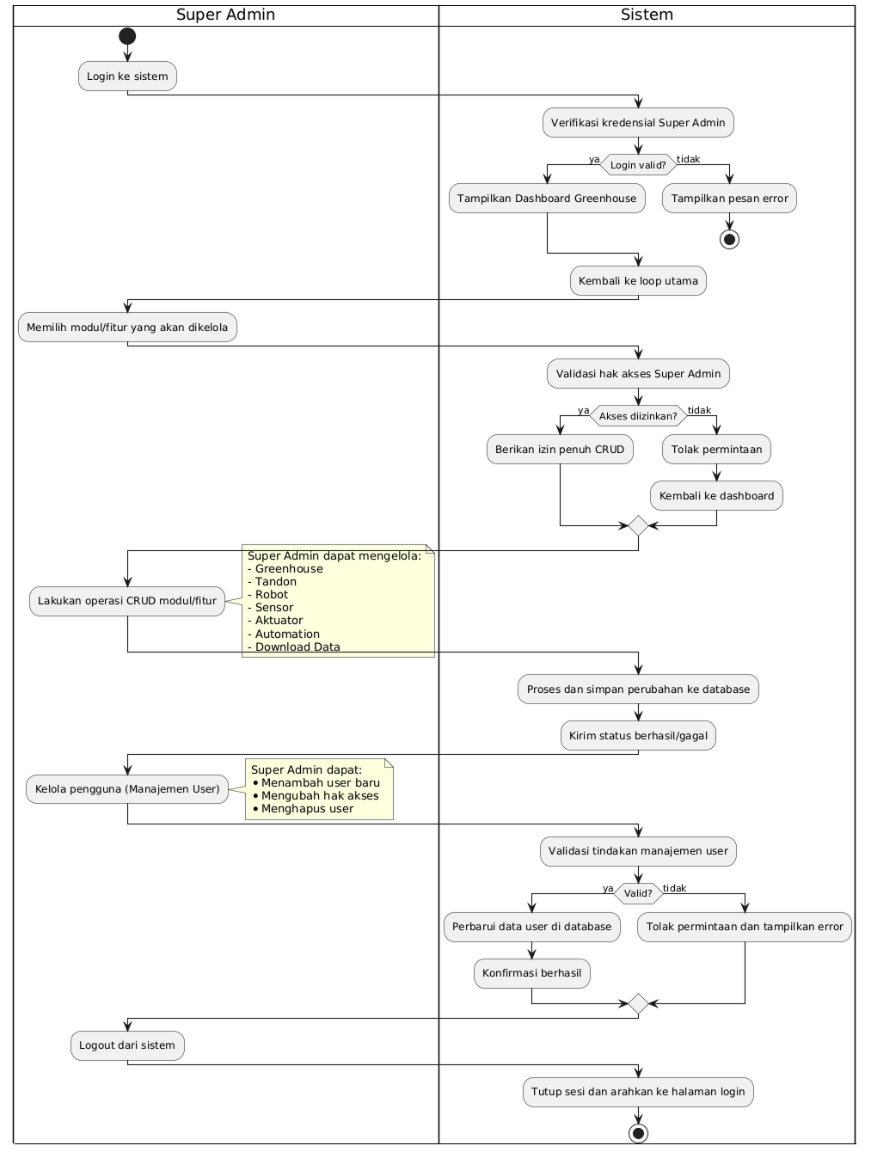 Super Admin
Sistem
Login ke sistem
Verifikasi kredensial Super Admin
ya
Login valid?
tidak
Tampilkan Dashboard Greenhouse
Tampilkan pesan error
Kembali ke loop utama
Memilih modul/fitur yang akan dikelola
Validasi hak akses Super Admin
ya
Akses diizinkan?
tidak
Berikan izin penuh CRUD
Tolak permintaan
Kembali ke dashboard
Lakukan operasi CRUD modul/fitur
Super Admin dapat mengelola:
- Greenhouse
- Tandon
- Robot
- Sensor
- Aktuator
- Automation
- Download Data
Proses dan simpan perubahan ke database
Kirim status berhasil/gagal
Kelola pengguna (Manajemen User)
Super Admin dapat:
• Menambah user baru
• Mengubah hak akses
• Menghapus user
Validasi tindakan manajemen user
ya
Valid?
tidak
Perbarui data user di database
Tolak permintaan dan tampilkan error
Konfirmasi berhasil
Logout dari sistem
Tutup sesi dan arahkan ke halaman login